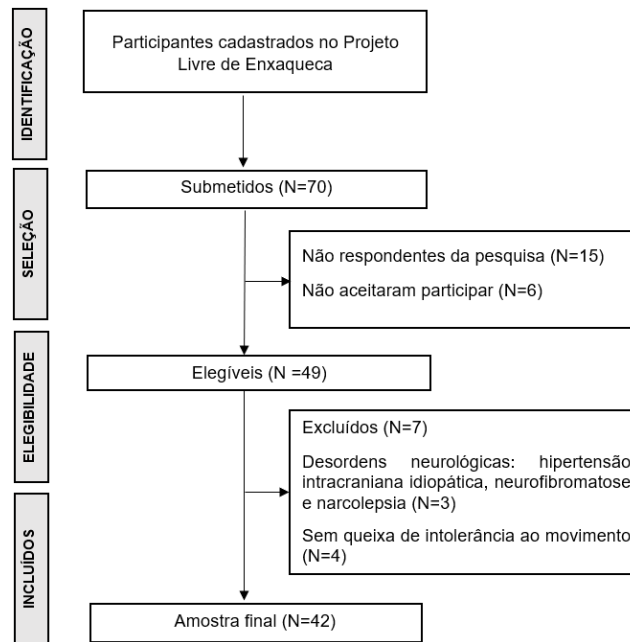 IDENTIFICAÇÃO
Participantes cadastrados no Projeto
Livre de Enxaqueca
SELEÇÃO
Submetidos (N=70)
Não respondentes da pesquisa (N=15)
Não aceitaram participar (N=6)
ELEGIBILIDADE
Elegíveis (N =49)
Excluídos (N=7)
Desordens neurológicas: hipertensão
intracraniana idiopática, neurofibromatose
e narcolepsia (N=3)
Sem queixa de intolerância ao movimento
(N=4)
INCLUÍDOS
Amostra final (N=42)